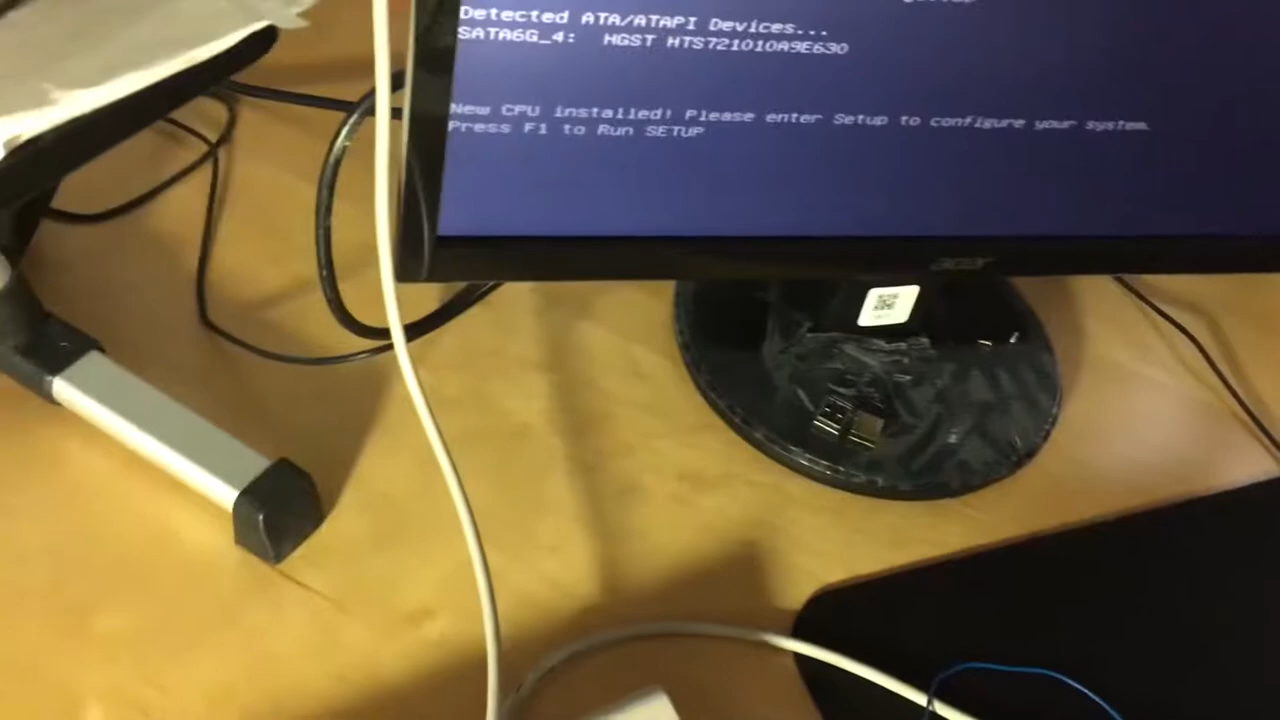 Detected ATA/ATAPI Devices...
SATA6G_4: HGST HTS721010A9E630
New CPU installed! Please enter Setup to configure your system.
Press F1 to Run SETUP
acer